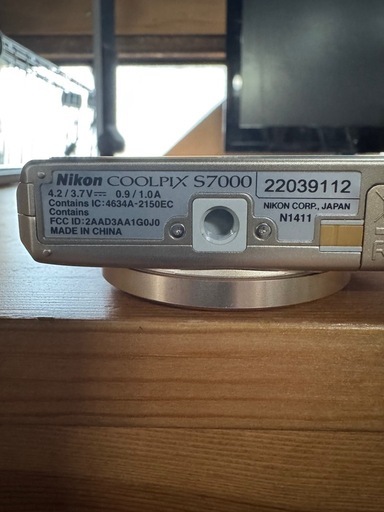 Nikon COOLPIX S7000
22039112
4.2 / 3.7V⎓ 0.9 / 1.0A
Contains IC:4634A-2150EC
Contains
FCC ID:2AAD3AA1G0J0
MADE IN CHINA
NIKON CORP., JAPAN
N1411